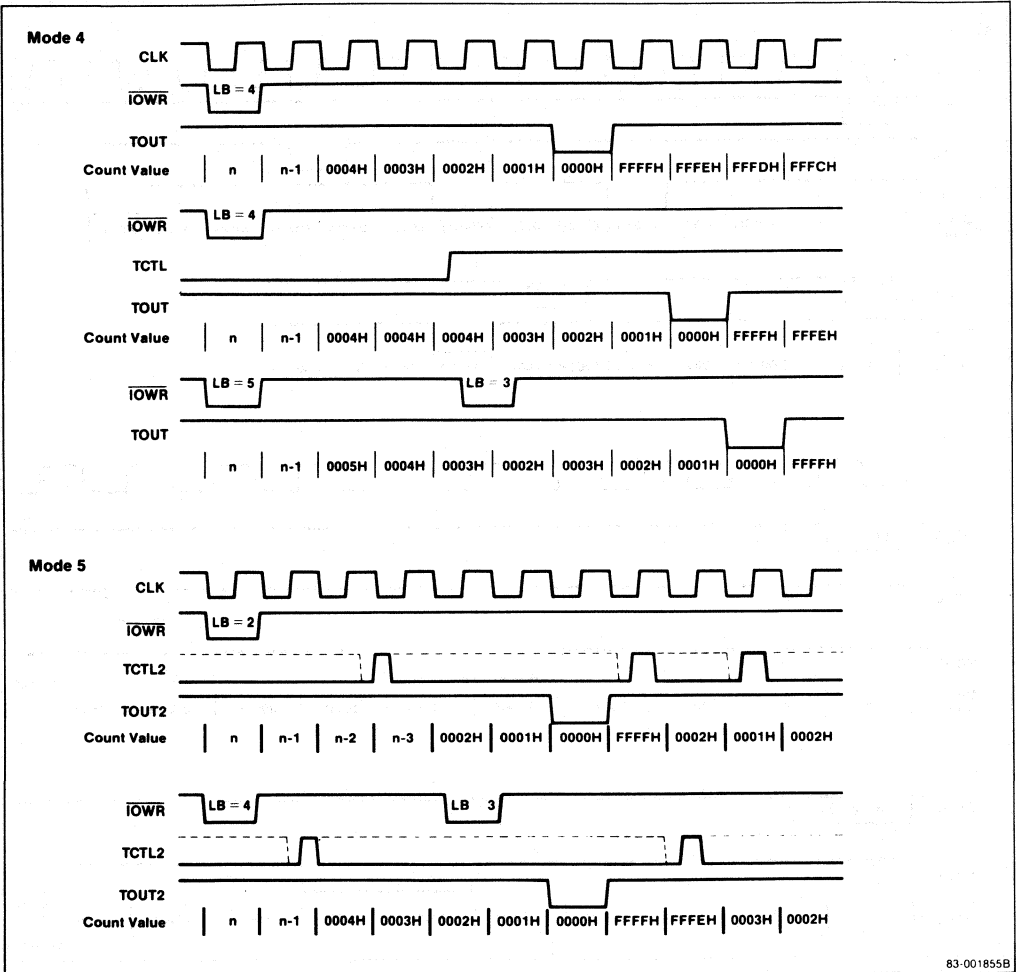 Mode 4
CLK
IOWR LB = 4
TOUT
Count Value n n-1 0004H 0003H 0002H 0001H 0000H FFFFH FFFEH FFFDH FFFCH
IOWR LB = 4
TCTL
TOUT
Count Value n n-1 0004H 0004H 0004H 0003H 0002H 0001H 0000H FFFFH FFFEH
IOWR LB = 5 LB = 3
TOUT
n n-1 0005H 0004H 0003H 0002H 0003H 0002H 0001H 0000H FFFFH
Mode 5
CLK
IOWR LB = 2
TCTL2
TOUT2
Count Value n n-1 n-2 n-3 0002H 0001H 0000H FFFFH 0002H 0001H 0002H
IOWR LB = 4 LB 3
TCTL2
TOUT2
Count Value n n-1 0004H 0003H 0002H 0001H 0000H FFFFH FFFEH 0003H 0002H
83-001855B